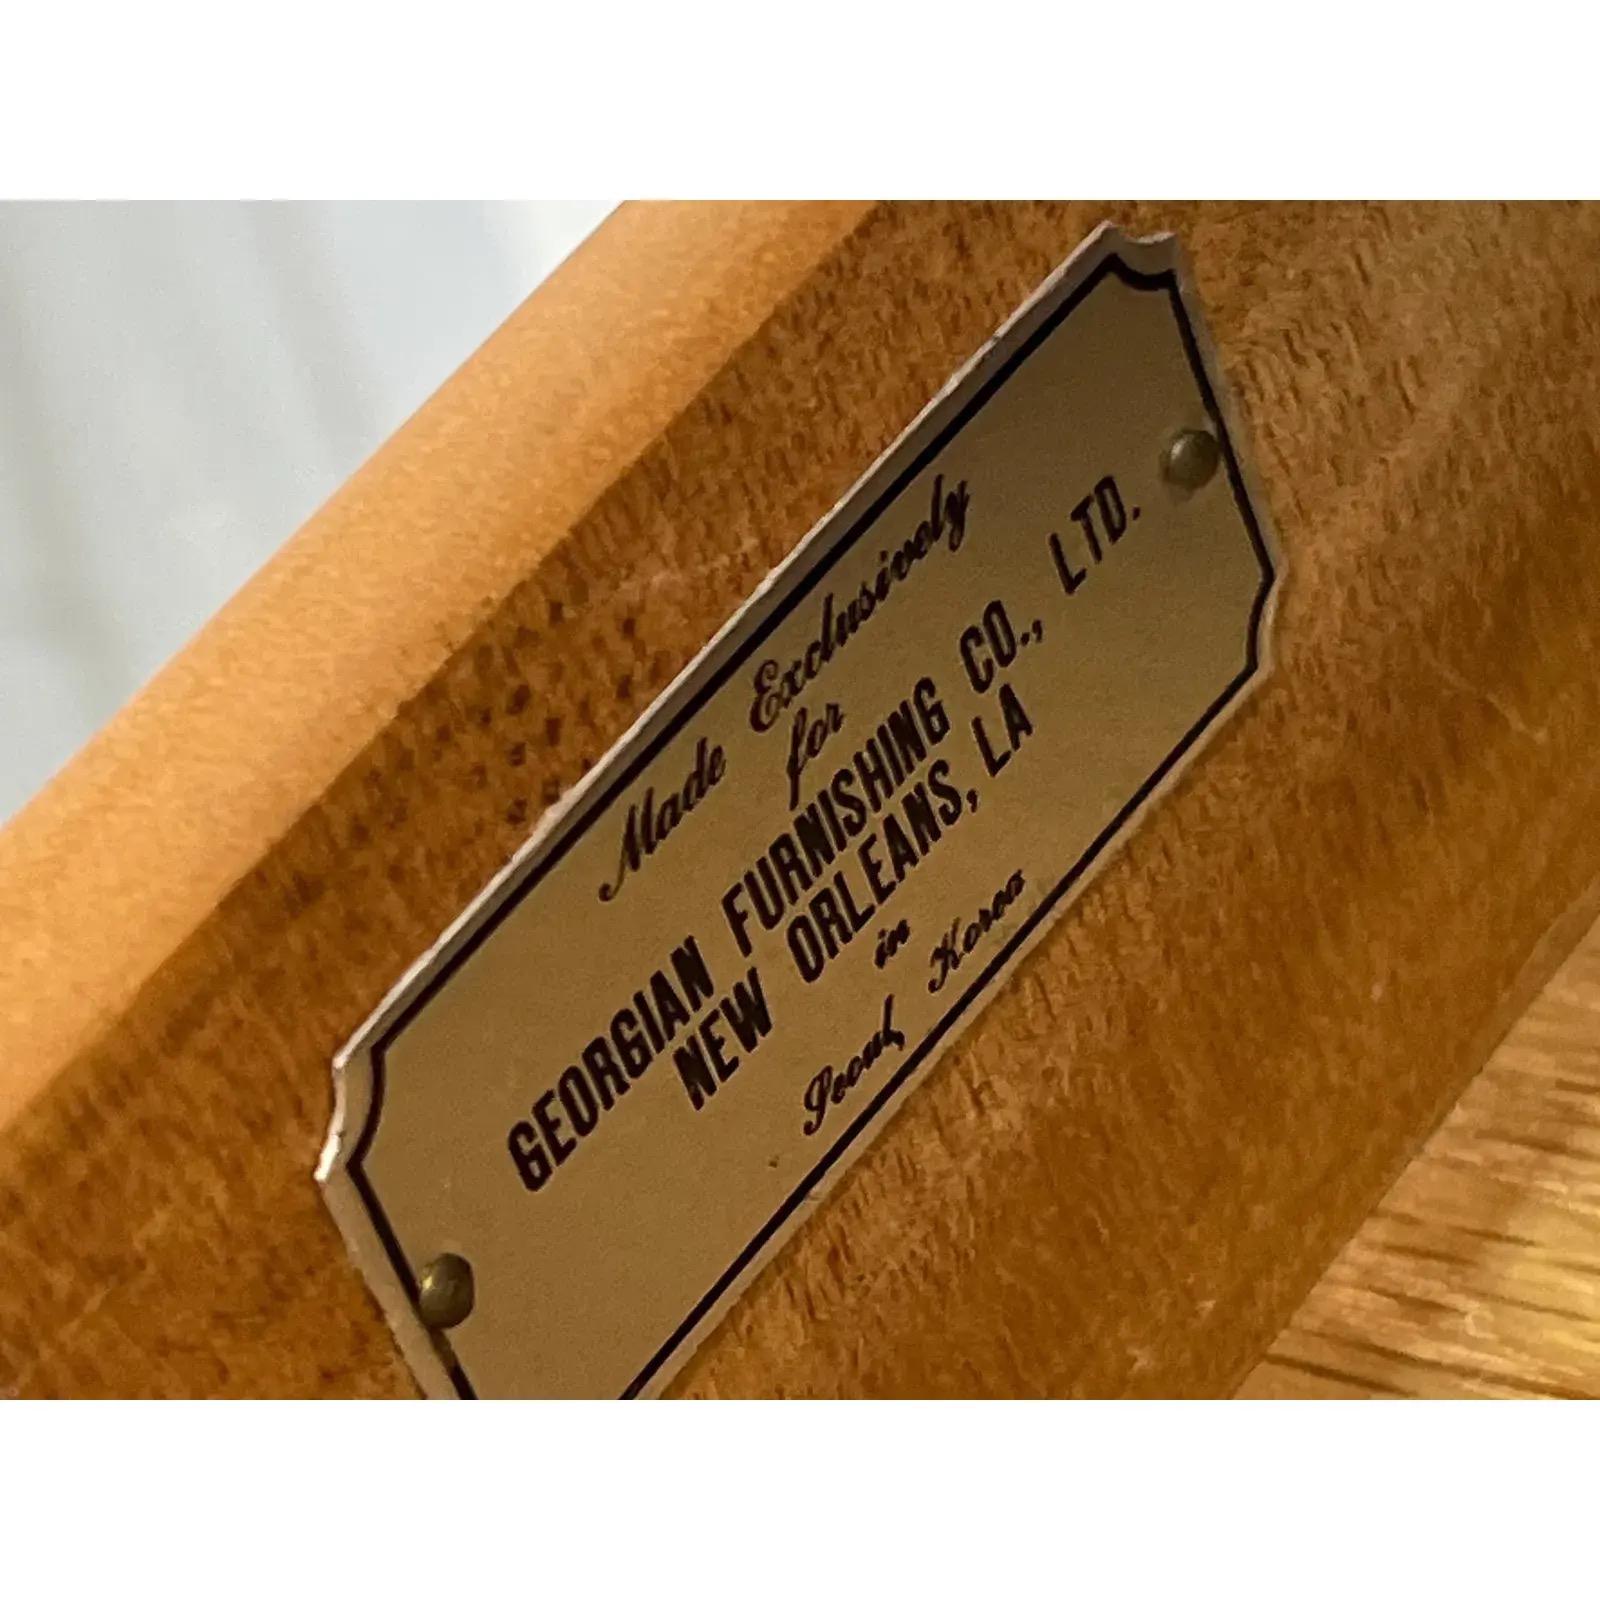 Made Exclusively
for
GEORGIAN FURNISHING CO., LTD.
NEW ORLEANS, LA
in
Seoul, Korea